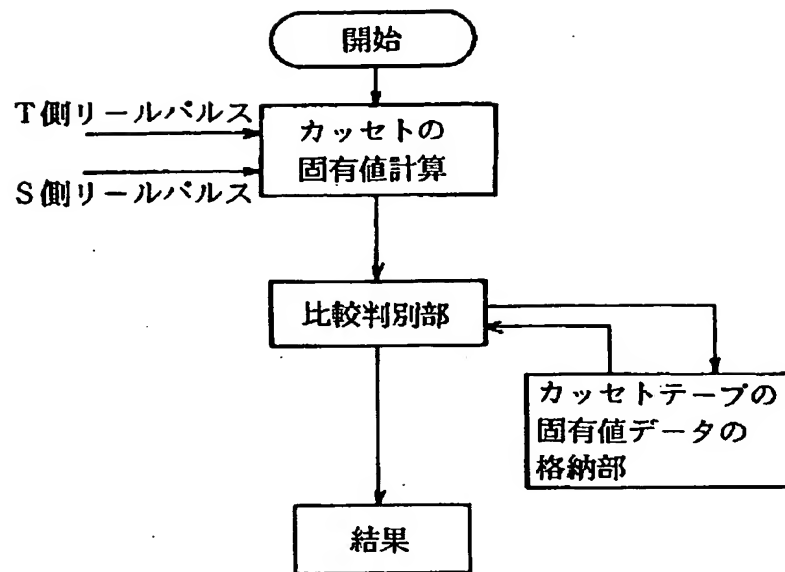 開始
T側リールパルス
カッセトの
固有値計算
S側リールパルス
比較判別部
カッセトテープの
固有値データの
格納部
結果